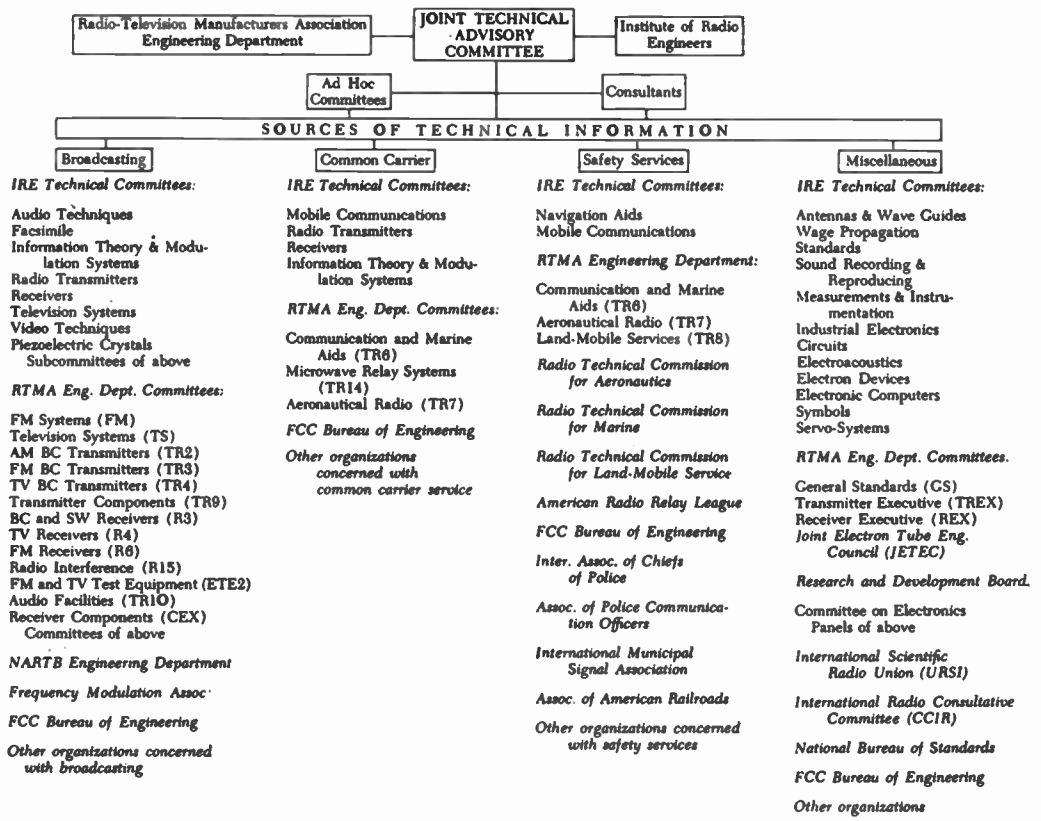 Radio-Television Manufacturers Association
Engineering Department
JOINT TECHNICAL
ADVISORY
COMMITTEE
Institute of Radio
Engineers
Ad Hoc
Committees
Consultants
SOURCES OF TECHNICAL INFORMATION
Broadcasting
IRE Technical Committees:
Audio Techniques
Facsimile
Information Theory & Modu-
lation Systems
Radio Transmitters
Receivers
Television Systems
Video Techniques
Piezoelectric Crystals
Subcommittees of above
RTMA Eng. Dept. Committees:
FM Systems (FM)
Television Systems (TS)
AM BC Transmitters (TR2)
FM BC Transmitters (TR3)
TV BC Transmitters (TR4)
Transmitter Components (TR9)
BC and SW Receivers (R3)
TV Receivers (R4)
FM Receivers (R6)
Radio Interference (R15)
FM and TV Test Equipment (ETE2)
Audio Facilities (TR10)
Receiver Components (CEX)
Committees of above
NARTB Engineering Department
Frequency Modulation Assoc.
FCC Bureau of Engineering
Other organizations concerned
with broadcasting
Common Carrier
IRE Technical Committees:
Mobile Communications
Radio Transmitters
Receivers
Information Theory & Modu-
lation Systems
RTMA Eng. Dept. Committees:
Communication and Marine
Aids (TR6)
Microwave Relay Systems
(TR14)
Aeronautical Radio (TR7)
FCC Bureau of Engineering
Other organizations
concerned with
common carrier service
Safety Services
IRE Technical Committees:
Navigation Aids
Mobile Communications
RTMA Engineering Department:
Communication and Marine
Aids (TR6)
Aeronautical Radio (TR7)
Land-Mobile Services (TR8)
Radio Technical Commission
for Aeronautics
Radio Technical Commission
for Marine
Radio Technical Commission
for Land-Mobile Service
American Radio Relay League
FCC Bureau of Engineering
Inter. Assoc. of Chiefs
of Police
Assoc. of Police Communica-
tion Officers
International Municipal
Signal Association
Assoc. of American Railroads
Other organizations concerned
with safety services
Miscellaneous
IRE Technical Committees:
Antennas & Wave Guides
Wage Propagation
Standards
Sound Recording &
Reproducing
Measurements & Instru-
mentation
Industrial Electronics
Circuits
Electroacoustics
Electron Devices
Electronic Computers
Symbols
Servo-Systems
RTMA Eng. Dept. Committees.
General Standards (GS)
Transmitter Executive (TREX)
Receiver Executive (REX)
Joint Electron Tube Eng.
Council (JETEC)
Research and Development Board.
Committee on Electronics
Panels of above
International Scientific
Radio Union (URSI)
International Radio Consultative
Committee (CCIR)
National Bureau of Standards
FCC Bureau of Engineering
Other organizations